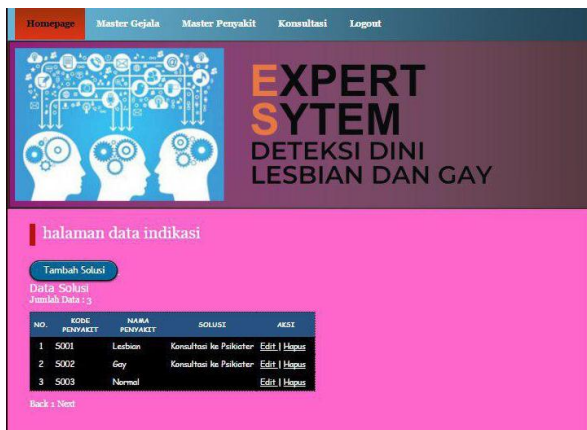 Homepage Master Gejala Master Penyakit Konsultasi Logout
EXPERT
SYTEM
DETEKSI DINI
LESBIAN DAN GAY
halaman data indikasi
Tambah Solusi
Data Solusi
Jumlah Data : 3
NO. KODE PENYAKIT NAMA PENYAKIT SOLUSI AKSI
1 S001 Lesbian Konsultasi ke Psikiater Edit | Hapus
2 S002 Gay Konsultasi ke Psikiater Edit | Hapus
3 S003 Normal Edit | Hapus
Back 1 Next